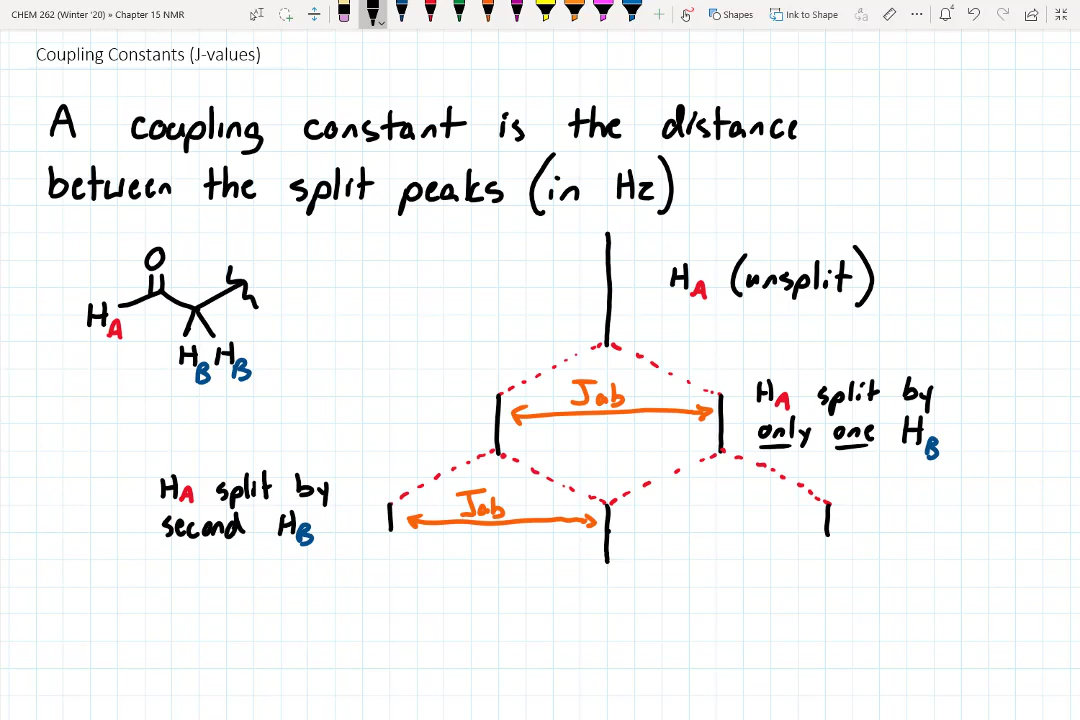 CHEM 262 (Winter '20) » Chapter 15 NMR
Shapes
Ink to Shape
Coupling Constants (J-values)
A coupling constant is the distance
between the split peaks (in Hz)
O
HA
HB HB
HA (unsplit)
Jab
HA split by
only one HB
HA split by
second HB
Jab